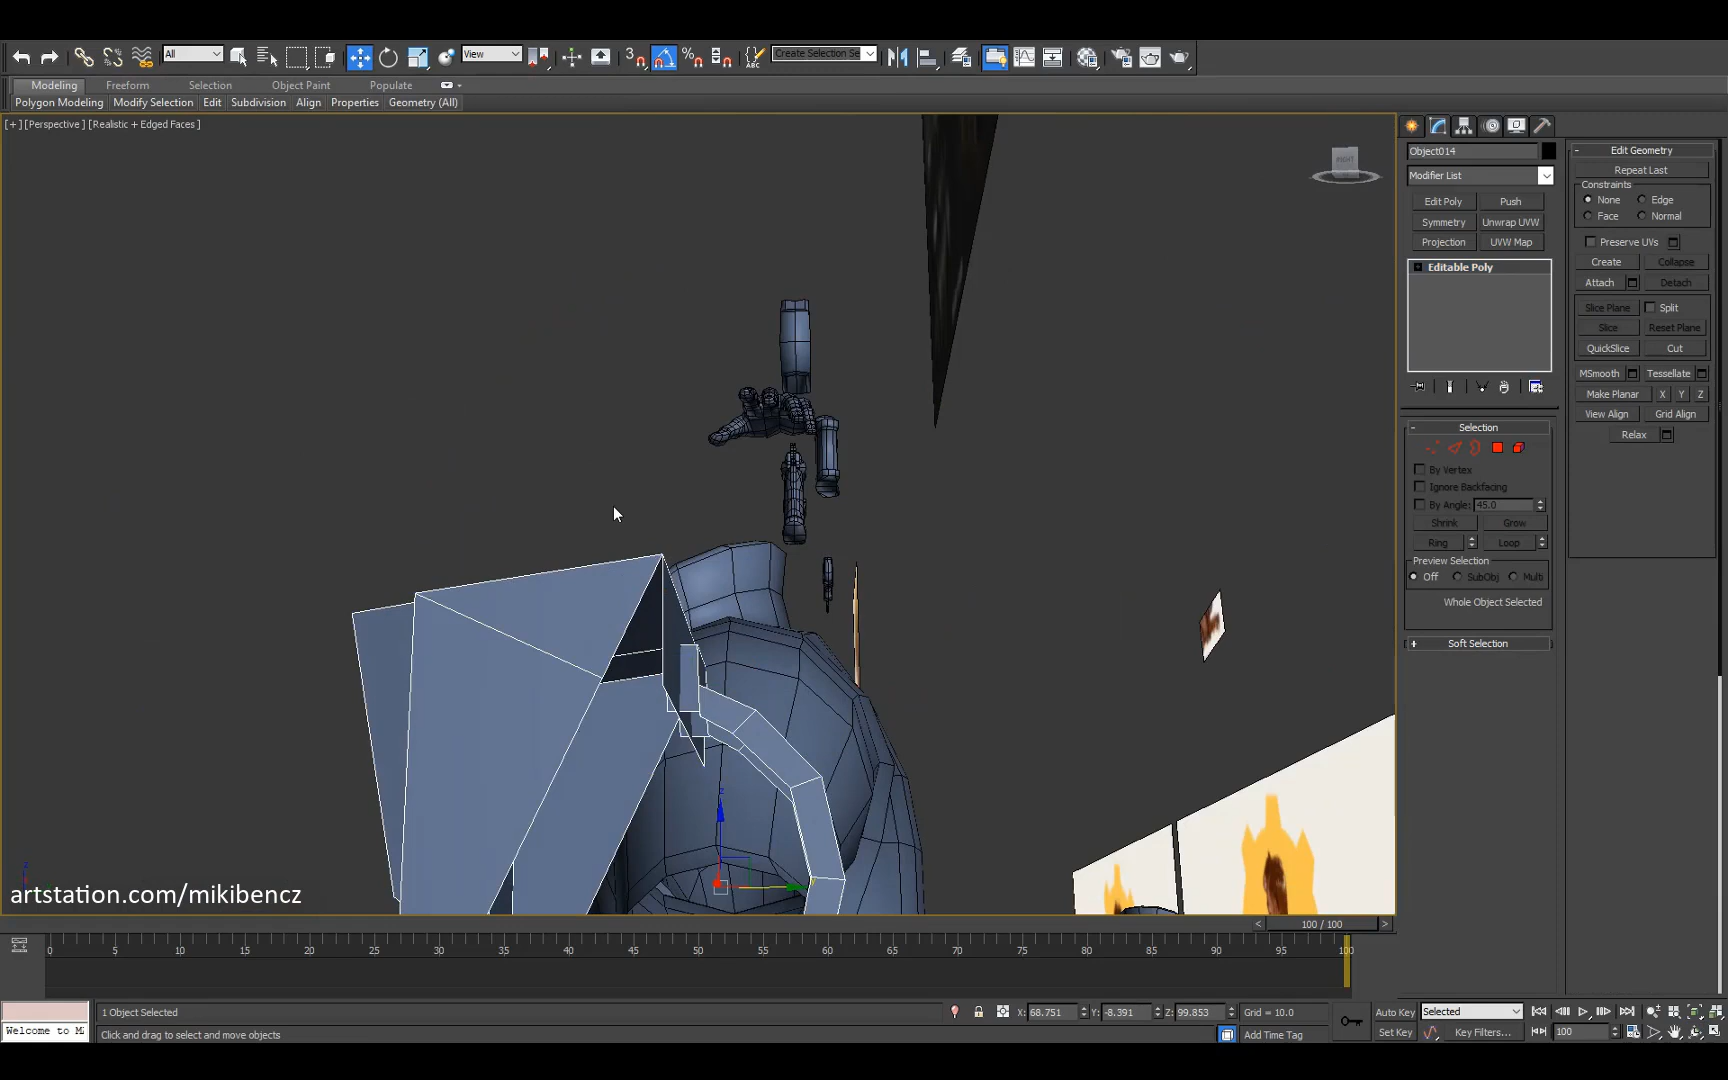 All
View
3
%
ABC
Create Selection Se
Modeling Freeform Selection Object Paint Populate
Polygon Modeling Modify Selection Edit Subdivision Align Properties Geometry (All)
[+] [Perspective] [Realistic + Edged Faces]
RIGHT
Object014
Modifier List
Edit Poly Push
Symmetry Unwrap UVW
Projection UVW Map
Editable Poly
- Selection
By Vertex
Ignore Backfacing
By Angle: 45.0
Shrink Grow
Ring Loop
Preview Selection
Off SubObj Multi
Whole Object Selected
+ Soft Selection
- Edit Geometry
Repeat Last
Constraints
None Edge
Face Normal
Preserve UVs
Create Collapse
Attach Detach
Slice Plane Split
Slice Reset Plane
QuickSlice Cut
MSmooth Tessellate
Make Planar X Y Z
View Align Grid Align
Relax
z
y
z
artstation.com/mikibencz
< 100 / 100 >
0 5 10 15 20 25 30 35 40 45 50 55 60 65 70 75 80 85 90 95 100
1 Object Selected X: 68.751 Y: -8.391 Z: 99.853 Grid = 10.0 Auto Key Selected
Welcome to M Click and drag to select and move objects Add Time Tag Set Key Key Filters... 100